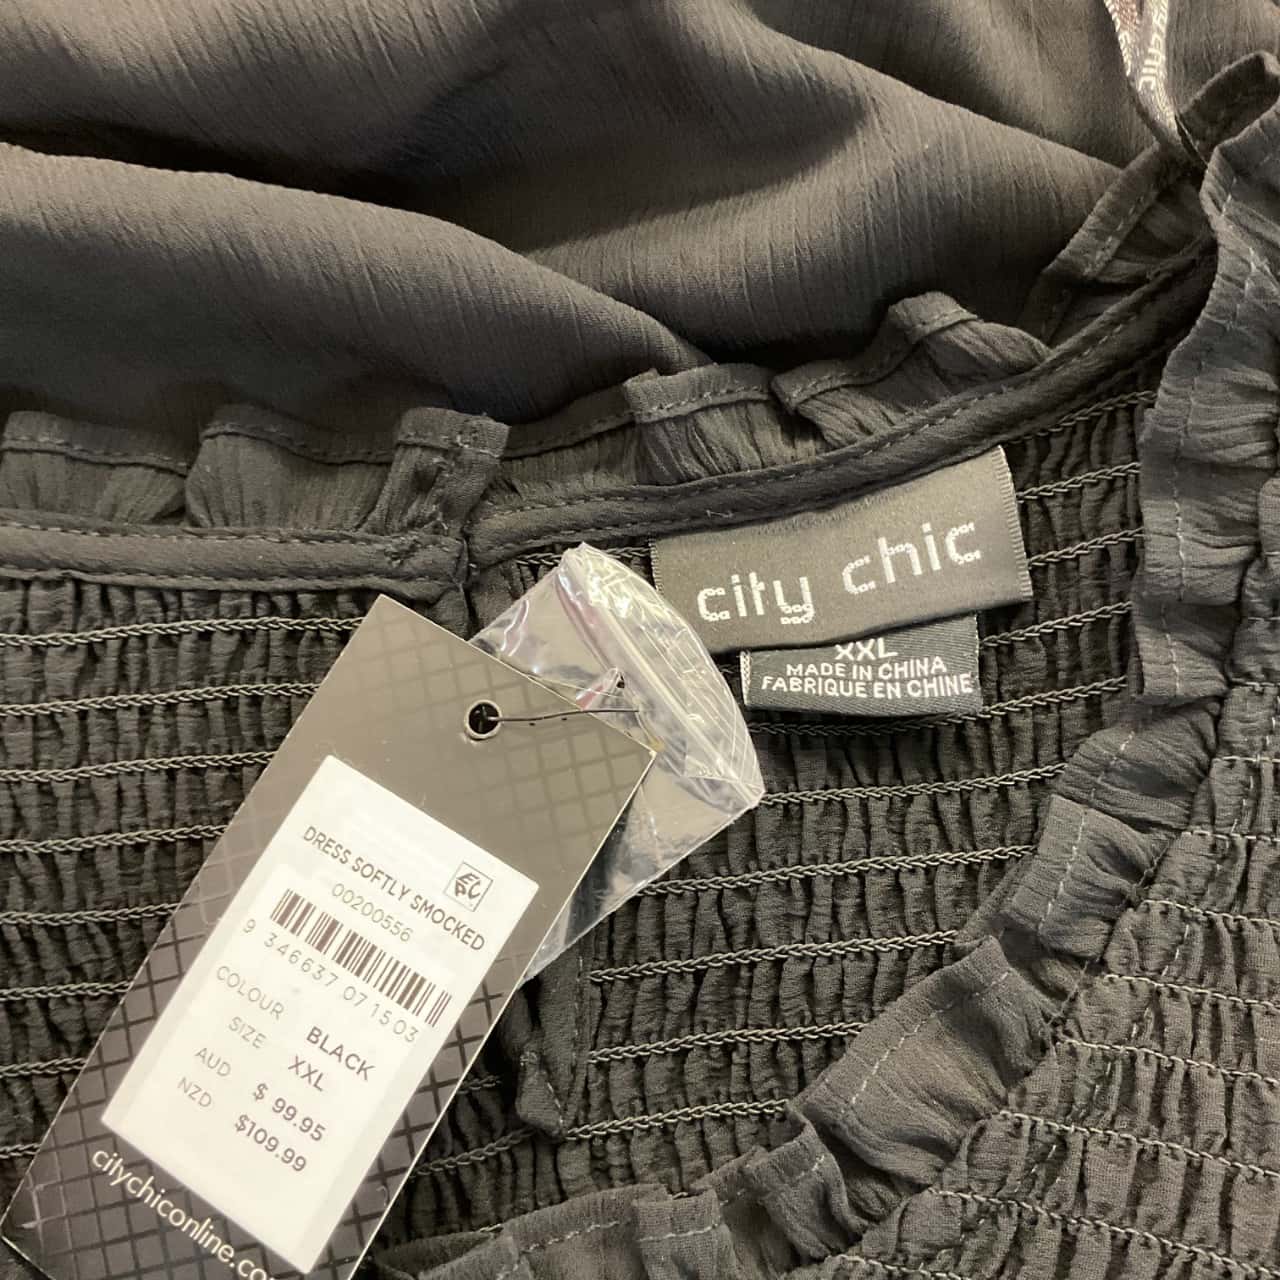 chic
city chic
XXL
MADE IN CHINA
FABRIQUE EN CHINE
DRESS SOFTLY SMOCKED
00200556
9 346637 071503
COLOUR BLACK
SIZE XXL
AUD $ 99.95
NZD $109.99
citychiconline.co